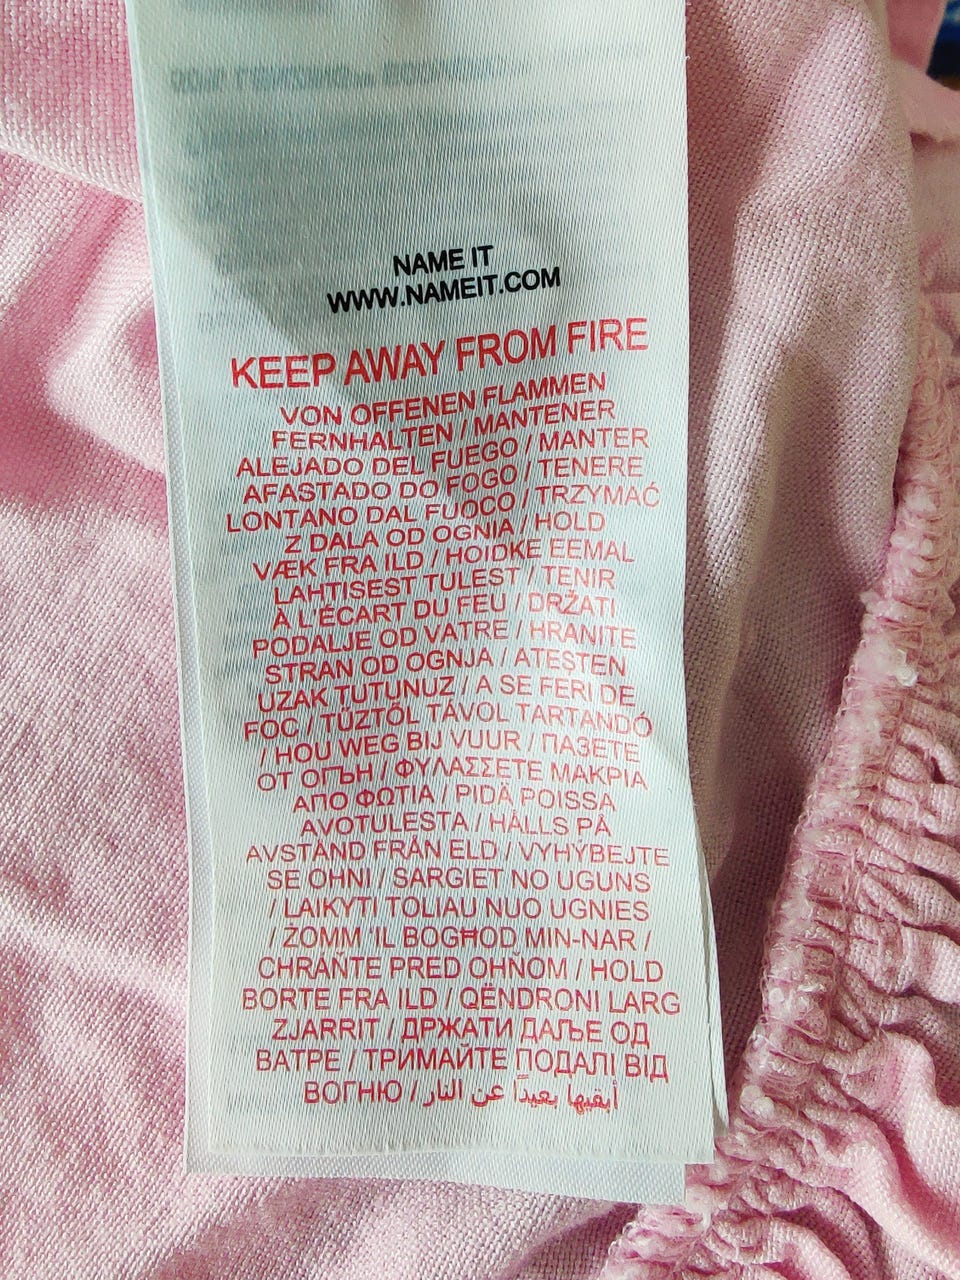 NAME IT
WWW.NAMEIT.COM
KEEP AWAY FROM FIRE
VON OFFENEN FLAMMEN
FERNHALTEN / MANTENER
ALEJADO DEL FUEGO / MANTER
AFASTADO DO FOGO / TENERE
LONTANO DAL FUOCO / TRZYMAĆ
Z DALA OD OGNIA / HOLD
VÆK FRA ILD / HOIDKE EEMAL
LAHTISEST TULEST / TENIR
À L'ÉCART DU FEU / DRŽATI
PODALJE OD VATRE / HRANITE
STRAN OD OGNJA / ATEŞTEN
UZAK TUTUNUZ / A SE FERI DE
FOC / TŰZTŐL TÁVOL TARTANDÓ
/ HOU WEG BIJ VUUR / ПАЗЕТЕ
ОТ ОГЪН / ΦΥΛΑΣΣΕΤΕ ΜΑΚΡΙΑ
ΑΠΟ ΦΩΤΙΑ / PIDÄ POISSA
AVOTULESTA / HÅLLS PÅ
AVSTÅND FRÅN ELD / VYHÝBEJTE
SE OHNI / SARGIET NO UGUNS
/ LAIKYTI TOLIAU NUO UGNIES
/ ŻOMM 'IL BOGĦOD MIN-NAR /
CHRÁŇTE PRED OHŇOM / HOLD
BORTE FRA ILD / QËNDRONI LARG
ZJARRIT / ДРЖАТИ ДАЉЕ ОД
ВАТРЕ / ТРИМАЙТЕ ПОДАЛІ ВІД
ВОГНЮ / أبقيها بعيداً عن النار